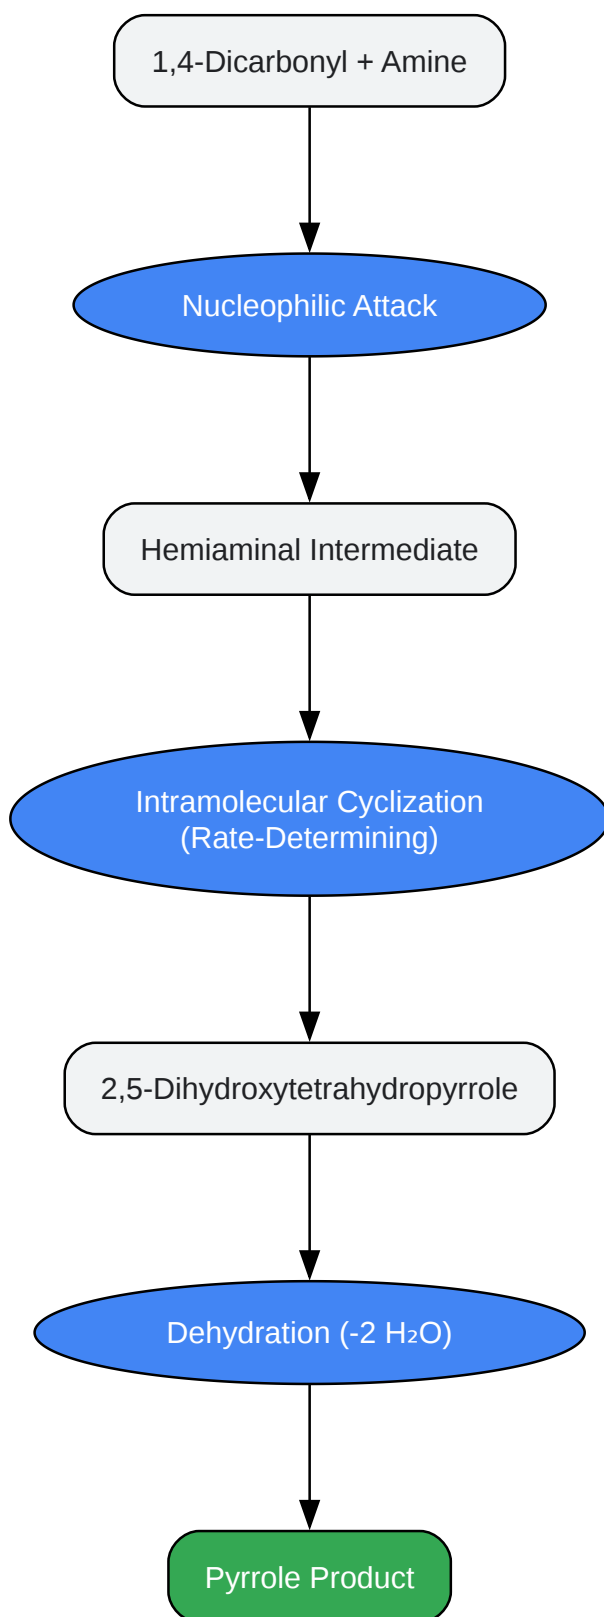 1,4-Dicarbonyl + Amine
Nucleophilic Attack
Hemiaminal Intermediate
Intramolecular Cyclization
(Rate-Determining)
2,5-Dihydroxytetrahydropyrrole
Dehydration (-2 H₂O)
Pyrrole Product